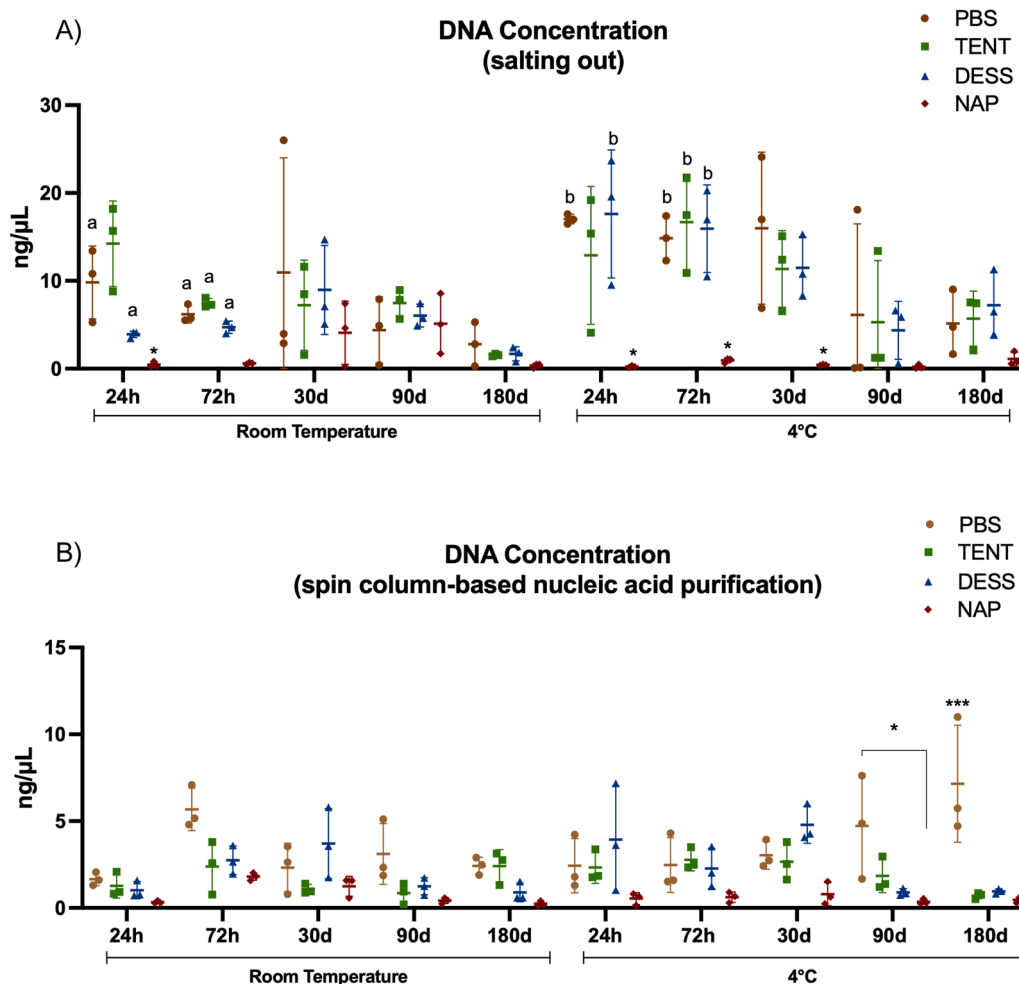 A)
DNA Concentration
(salting out)
PBS
TENT
DESS
NAP
ng/µL
30
20
10
0
a
a
*
a
a
a
b
b
*
b
b
b
*
*
24h 72h 30d 90d 180d 24h 72h 30d 90d 180d
Room Temperature 4°C
B)
DNA Concentration
(spin column-based nucleic acid purification)
PBS
TENT
DESS
NAP
ng/µL
15
10
5
0
*
***
24h 72h 30d 90d 180d 24h 72h 30d 90d 180d
Room Temperature 4°C